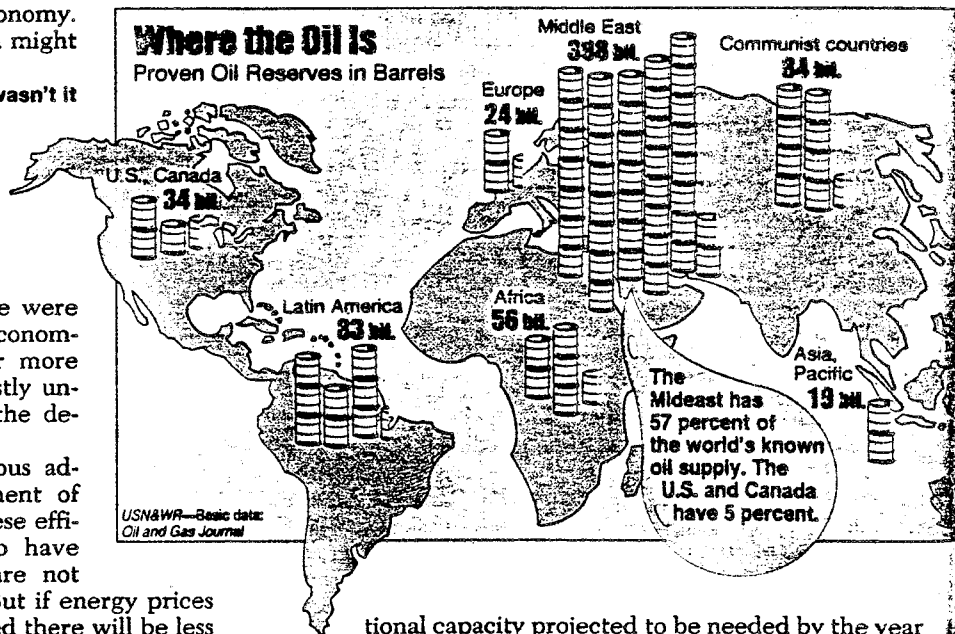 onomy.
might
wasn't it
e were
conom-
r more
stly un-
the de-
ous ad-
ment of
ese effi-
o have
are not
But if energy prices
ed there will be less
Where the Oil Is
Proven Oil Reserves in Barrels
U.S., Canada
34 bil.
Europe
24 bil.
Middle East
398 bil.
Communist countries
84 bil.
Latin America
83 bil.
Africa
56 bil.
Asia,
Pacific
19 bil.
The
Mideast has
57 percent of
the world's known
oil supply. The
U.S. and Canada
have 5 percent.
USN&WR—Basic data:
Oil and Gas Journal
tional capacity projected to be needed by the year